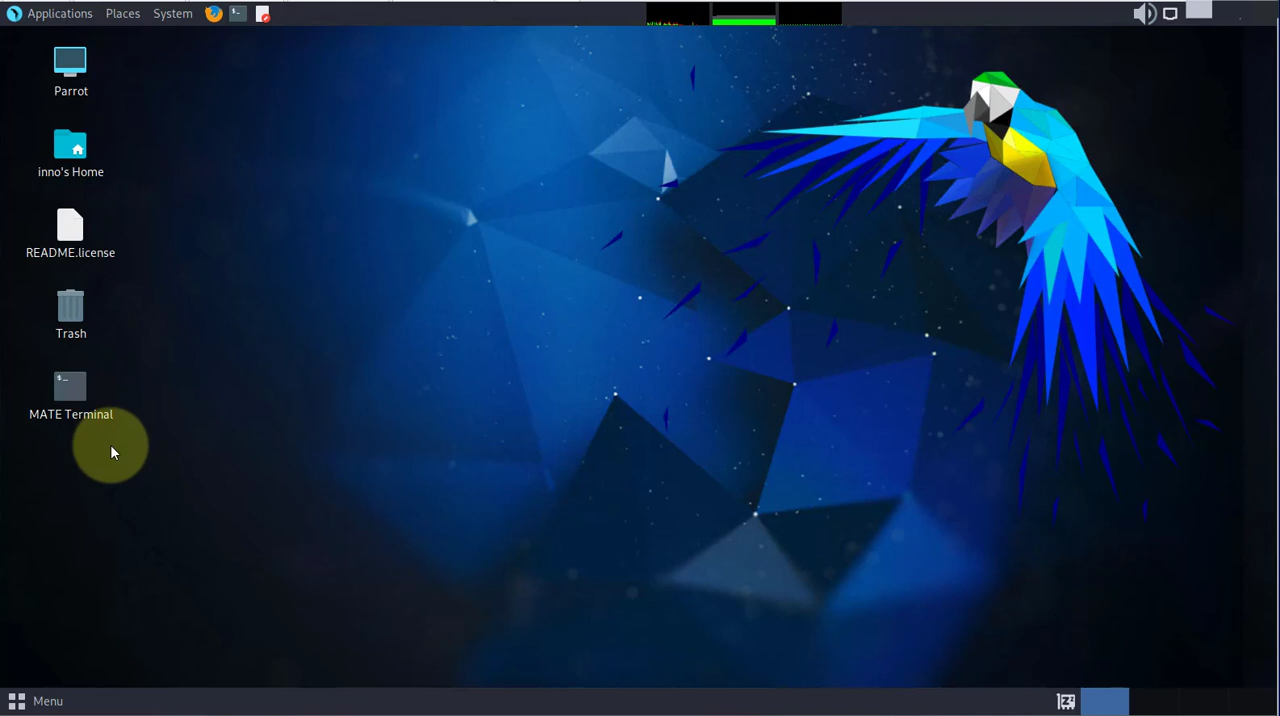 Applications Places System
Parrot
inno's Home
README.license
Trash
MATE Terminal
Menu